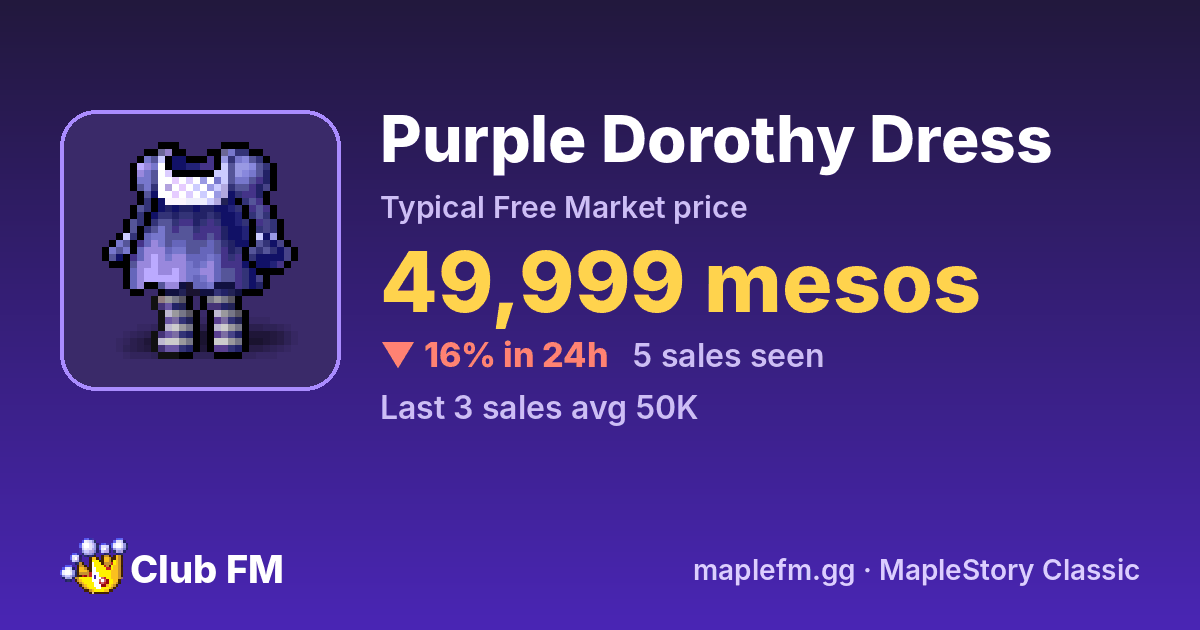 Purple Dorothy Dress
Typical Free Market price
49,999 mesos
▼ 16% in 24h 5 sales seen
Last 3 sales avg 50K
Club FM
maplefm.gg · MapleStory Classic